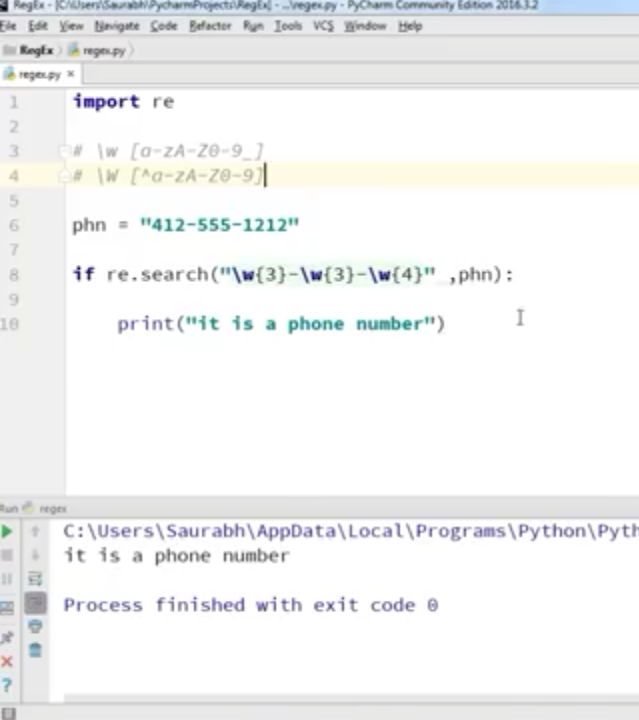 RegEx - [C:\Users\Saurabh\PycharmProjects\RegEx] - ...\regex.py - PyCharm Community Edition 2016.3.2
File Edit View Navigate Code Refactor Run Tools VCS Window Help
RegEx regex.py
regex.py ×
1 import re
2
3 # \w [a-zA-Z0-9_]
4 # \W [^a-zA-Z0-9]
5
6 phn = "412-555-1212"
7
8 if re.search("\w{3}-\w{3}-\w{4}" ,phn):
9
10 print("it is a phone number")
Run regex
C:\Users\Saurabh\AppData\Local\Programs\Python\Pyth
it is a phone number
Process finished with exit code 0